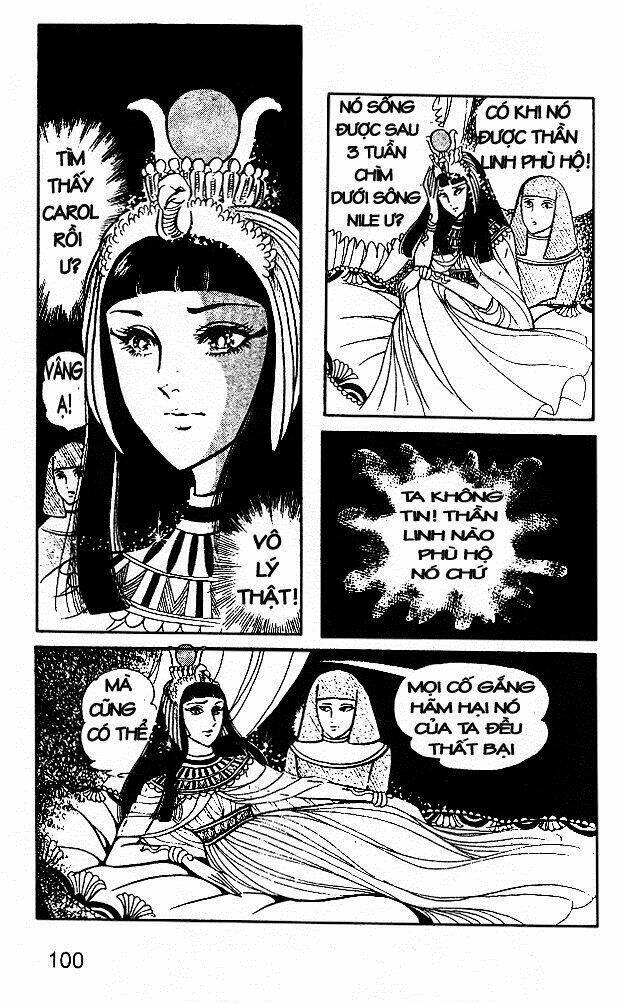 TÌM
THẤY
CAROL
RỒI
Ư?
VÂNG
Ạ!
VÔ
LÝ
THẬT!
NÓ SỐNG
ĐƯỢC SAU
3 TUẦN
CHÌM
DƯỚI SÔNG
NILE Ư?
CÓ KHI NÓ
ĐƯỢC THẦN
LINH PHÙ HỘ!
TA KHÔNG
TIN! THẦN
LINH NÀO
PHÙ HỘ
NÓ CHỨ
MÀ
CŨNG
CÓ THỂ
MỌI CỐ GẮNG
HÃM HẠI NÓ
CỦA TA ĐỀU
THẤT BẠI
100